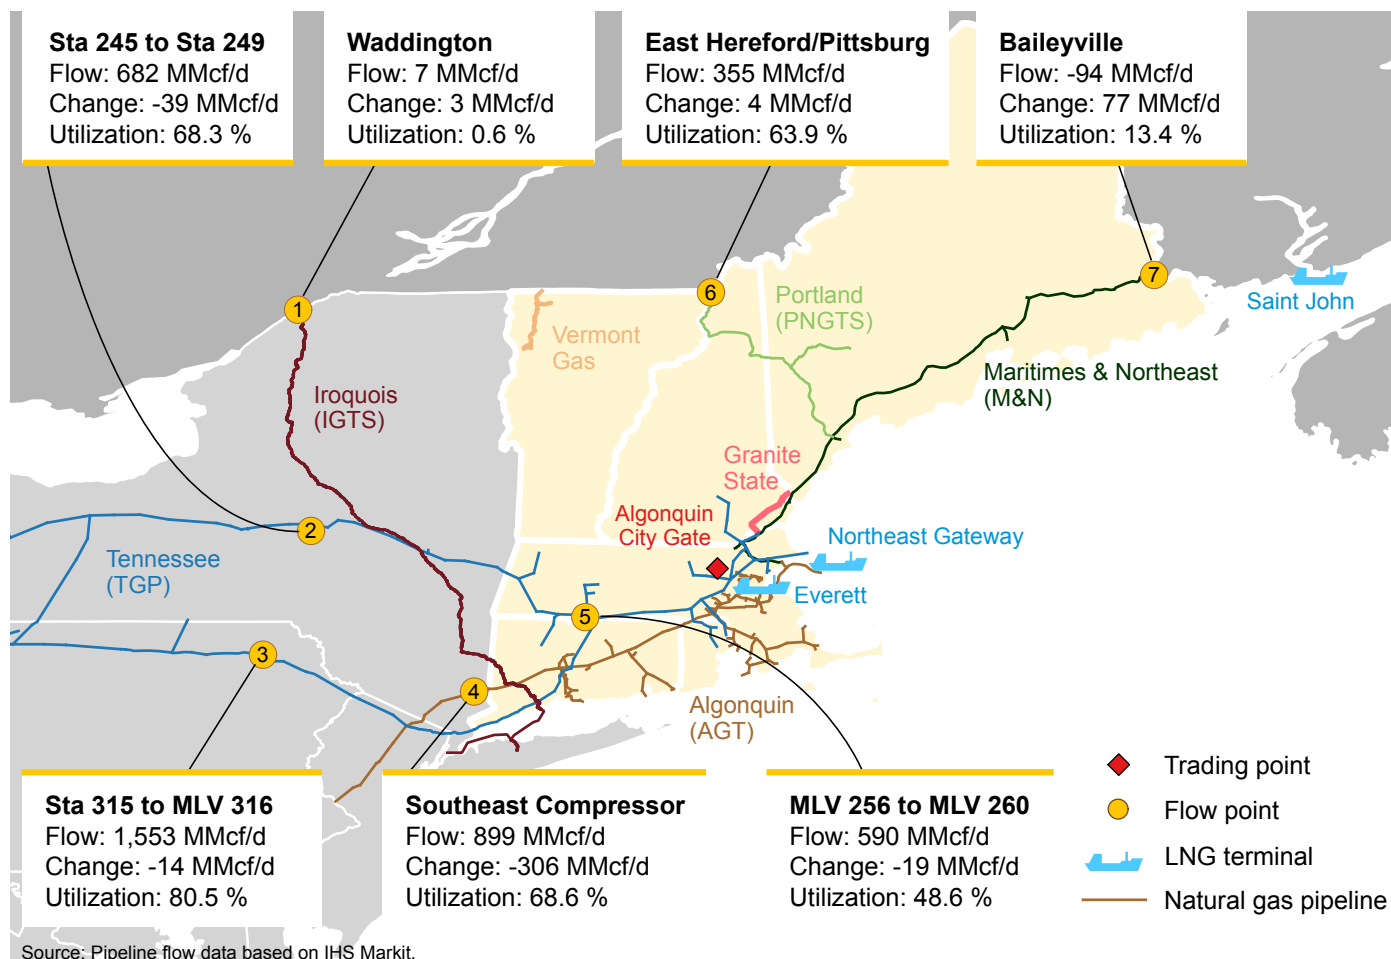 Sta 245 to Sta 249
Flow: 682 MMcf/d
Change: -39 MMcf/d
Utilization: 68.3 %
Waddington
Flow: 7 MMcf/d
Change: 3 MMcf/d
Utilization: 0.6 %
East Hereford/Pittsburg
Flow: 355 MMcf/d
Change: 4 MMcf/d
Utilization: 63.9 %
Baileyville
Flow: -94 MMcf/d
Change: 77 MMcf/d
Utilization: 13.4 %
1
6
7
Saint John
Portland
(PNGTS)
Vermont
Gas
Maritimes & Northeast
(M&N)
Iroquois
(IGTS)
Granite
State
Algonquin
City Gate
2
Northeast Gateway
Tennessee
(TGP)
Everett
5
3
4
Algonquin
(AGT)
Sta 315 to MLV 316
Flow: 1,553 MMcf/d
Change: -14 MMcf/d
Utilization: 80.5 %
Southeast Compressor
Flow: 899 MMcf/d
Change: -306 MMcf/d
Utilization: 68.6 %
MLV 256 to MLV 260
Flow: 590 MMcf/d
Change: -19 MMcf/d
Utilization: 48.6 %
Trading point
Flow point
LNG terminal
Natural gas pipeline
Source: Pipeline flow data based on IHS Markit.